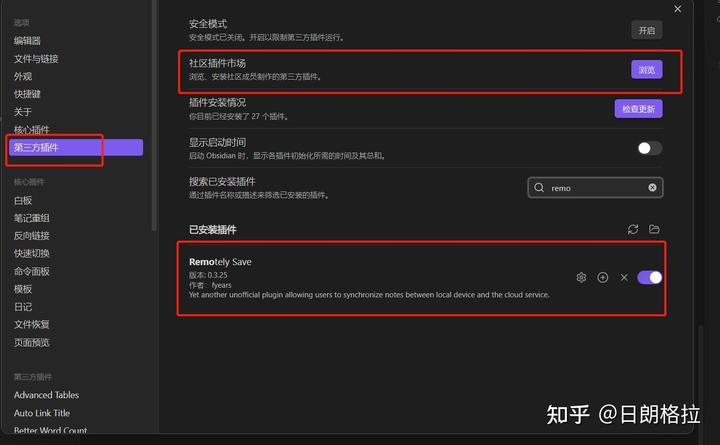 选项
编辑器
文件与链接
外观
快捷键
关于
核心插件
第三方插件
核心插件
白板
笔记重组
反向链接
快速切换
命令面板
模板
日记
文件恢复
页面预览
第三方插件
Advanced Tables
Auto Link Title
Better Word Count
安全模式
安全模式已关闭。开启以限制第三方插件运行。
开启
社区插件市场
浏览、安装社区成员制作的第三方插件。
浏览
插件安装情况
你目前已经安装了 27 个插件。
检查更新
显示启动时间
启动 Obsidian 时，显示各插件初始化所需的时间及其总和。
搜索已安装插件
通过插件名称或描述来筛选已安装的插件。
remo
已安装插件
Remotely Save
版本: 0.3.25
作者: fyears
Yet another unofficial plugin allowing users to synchronize notes between local device and the cloud service.
知乎 @日朗格拉